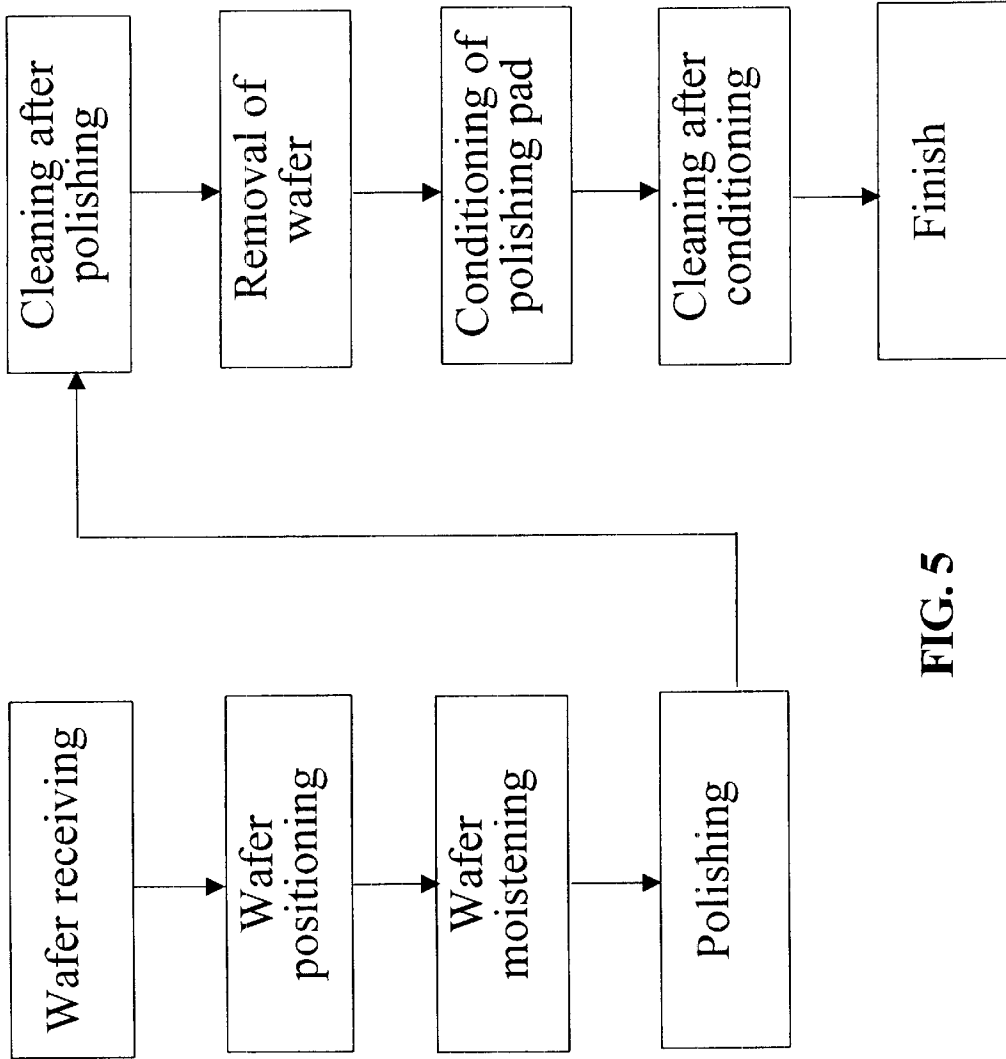 Wafer receiving
Wafer
positioning
Wafer
moistening
Polishing
Cleaning after
polishing
Removal of
wafer
Conditioning of
polishing pad
Cleaning after
conditioning
Finish
FIG. 5